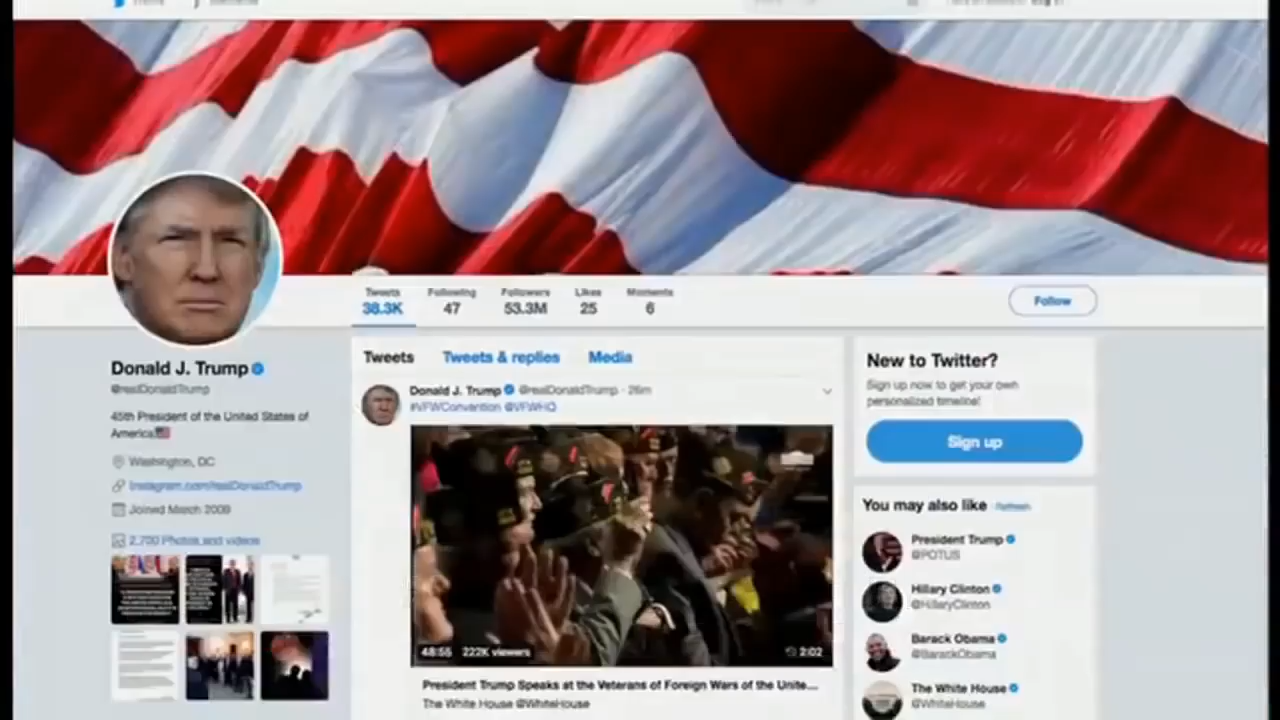 Tweets
38.3K
Following
47
Followers
53.3M
Likes
25
Moments
6
Follow
Donald J. Trump
@realDonaldTrump
45th President of the United States of
America
Washington, DC
Instagram.com/realDonaldTrump
Joined March 2009
2,700 Photos and videos
Tweets Tweets & replies Media
Donald J. Trump @realDonaldTrump · 26m
#VFWConvention @VFWHQ
48:55 222K viewers
2:02
President Trump Speaks at the Veterans of Foreign Wars of the Unite...
The White House @WhiteHouse
New to Twitter?
Sign up now to get your own
personalized timeline!
Sign up
You may also like Refresh
President Trump
@POTUS
Hillary Clinton
@HillaryClinton
Barack Obama
@BarackObama
The White House
@WhiteHouse